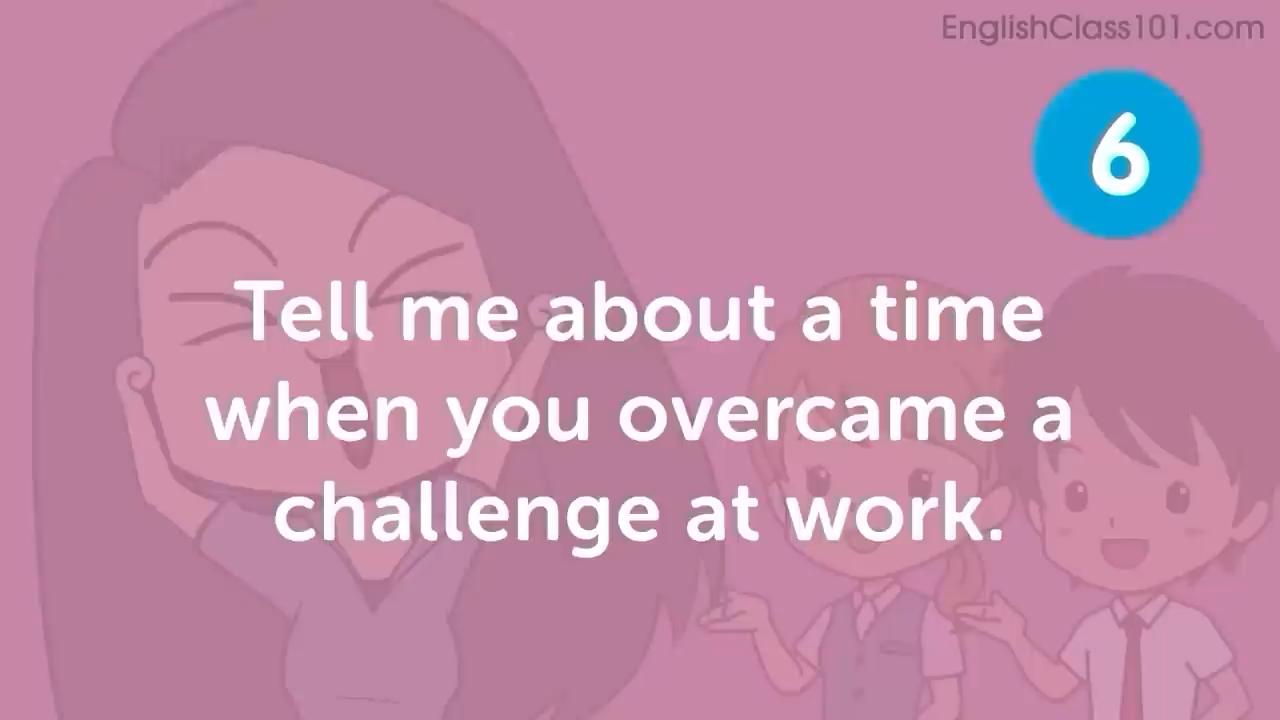 EnglishClass101.com
6
Tell me about a time
when you overcame a
challenge at work.